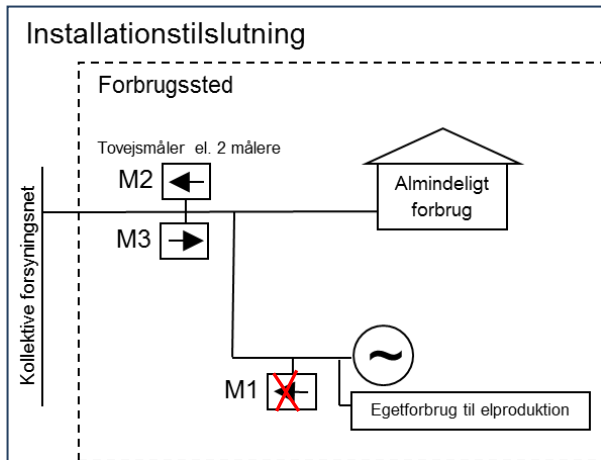 Installationstilslutning
Forbrugssted
Tovejsmåler el. 2 målere
M2
M3
Almindeligt
forbrug
Kollektive forsyningsnet
~
M1
Egetforbrug til elproduktion